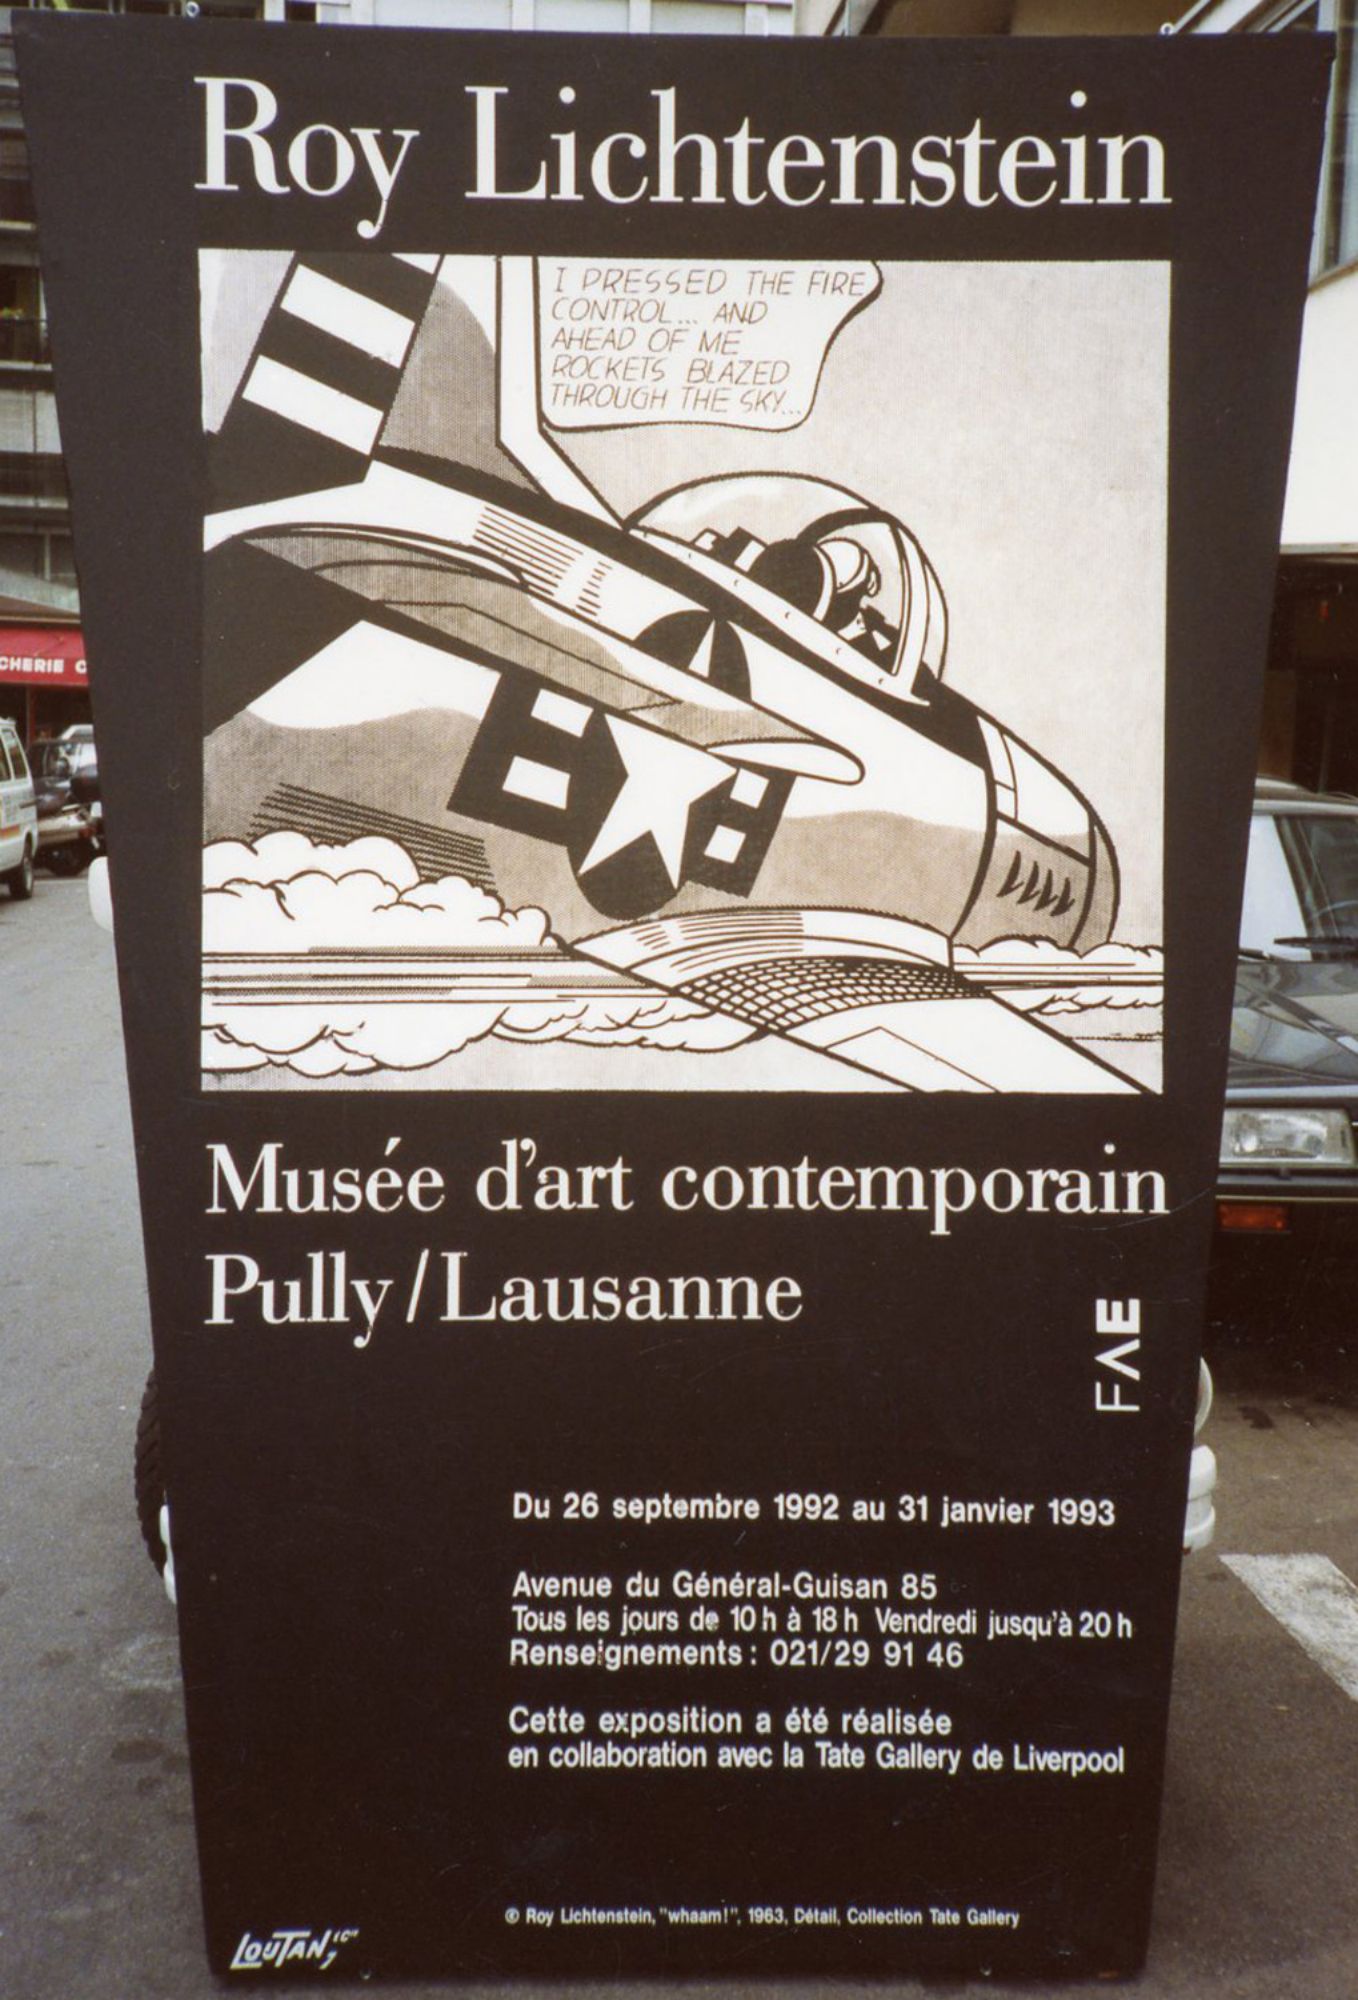 Roy Lichtenstein
I PRESSED THE FIRE
CONTROL... AND
AHEAD OF ME
ROCKETS BLAZED
THROUGH THE SKY...
CHERIE
Musée d'art contemporain
Pully/Lausanne
FAE
Du 26 septembre 1992 au 31 janvier 1993
Avenue du Général-Guisan 85
Tous les jours de 10 h à 18 h Vendredi jusqu'à 20 h
Renseignements : 021/29 91 46
Cette exposition a été réalisée
en collaboration avec la Tate Gallery de Liverpool
© Roy Lichtenstein, "whaam!", 1963, Détail, Collection Tate Gallery
LOUTAN